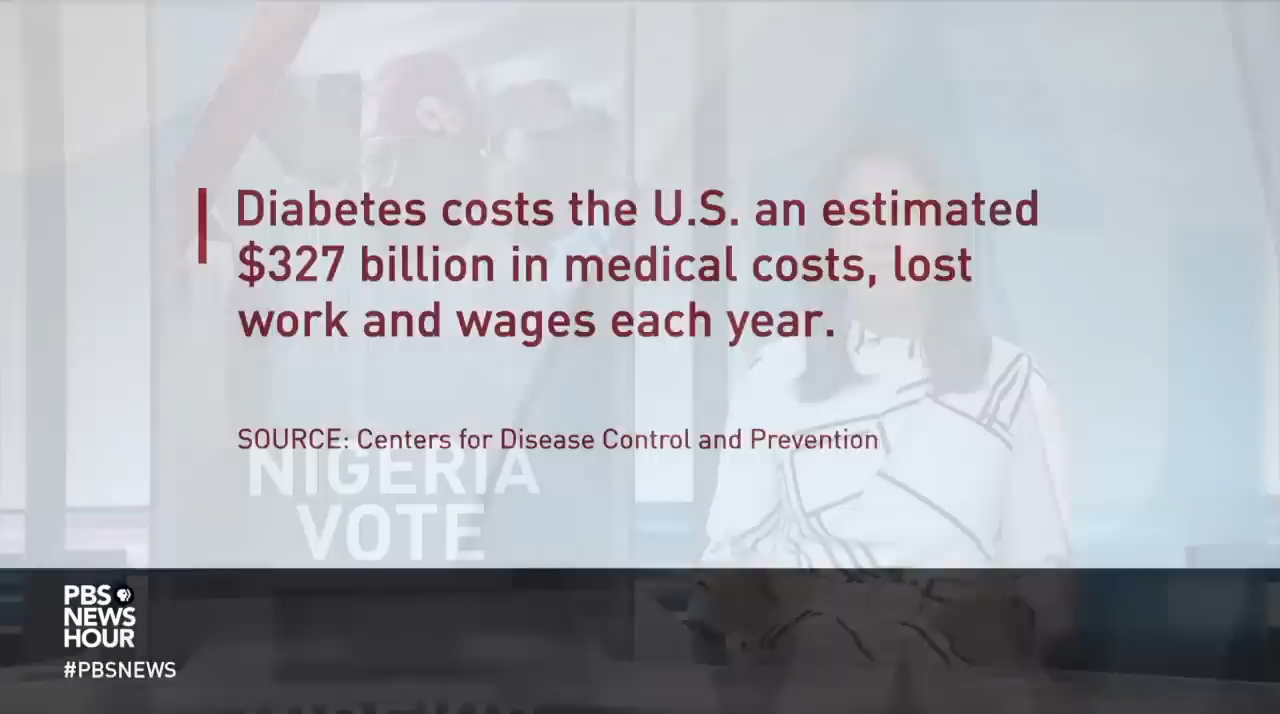 Diabetes costs the U.S. an estimated
$327 billion in medical costs, lost
work and wages each year.
SOURCE: Centers for Disease Control and Prevention
NIGERIA
VOTE
PBS
NEWS
HOUR
#PBSNEWS